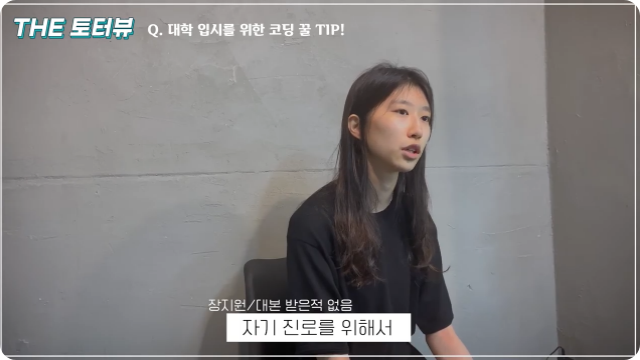 THE 토터뷰
Q. 대학 입시를 위한 코딩 꿀 TIP!
장지원/대본 받은적 없음
자기 진로를 위해서